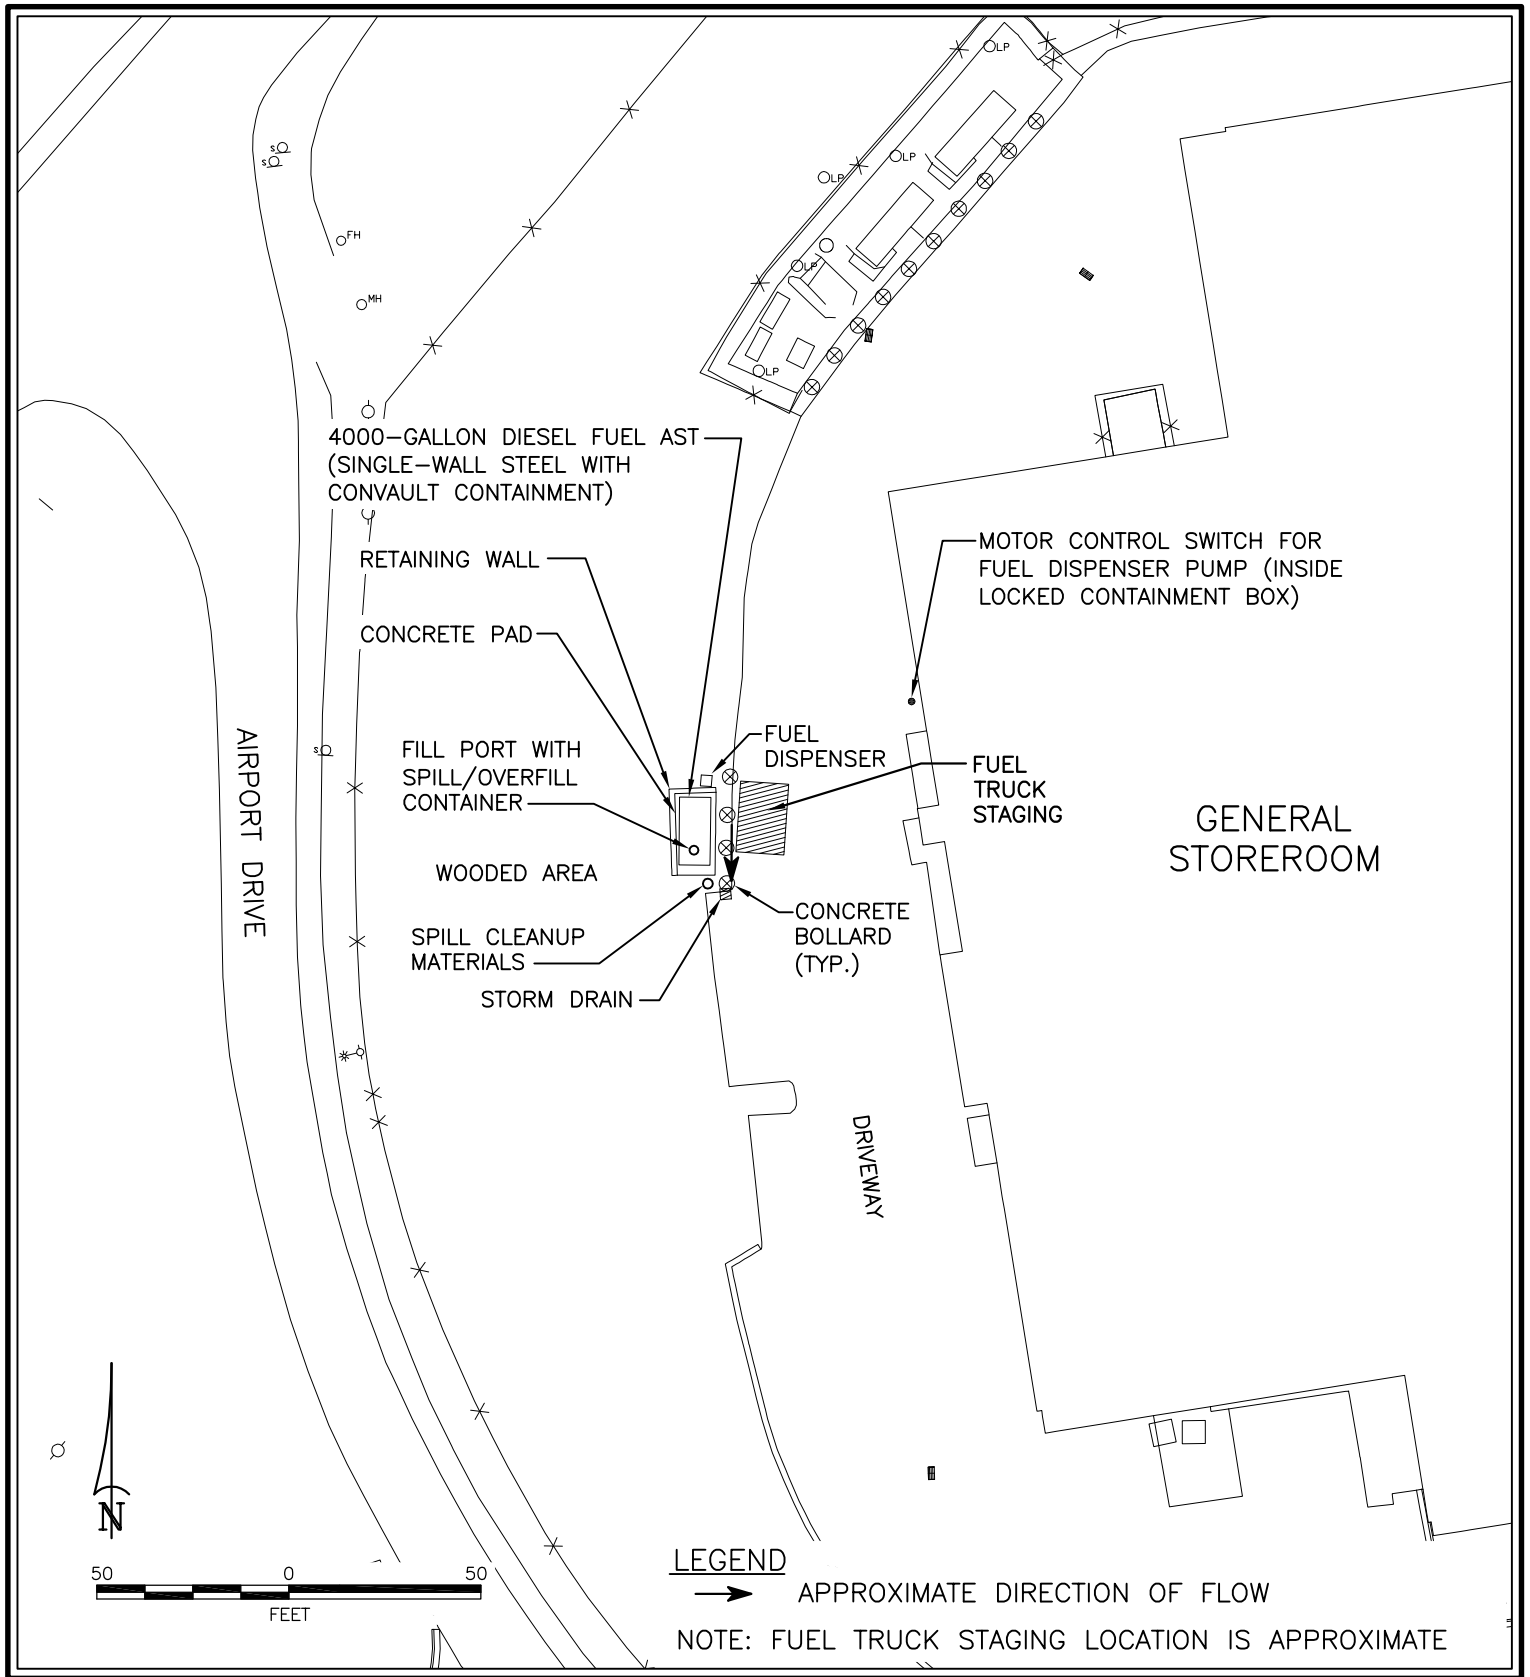 LP
LP
LP
S
S
FH
LP
MH
LP
4000-GALLON DIESEL FUEL AST
(SINGLE-WALL STEEL WITH
CONVAULT CONTAINMENT)
RETAINING WALL
CONCRETE PAD
MOTOR CONTROL SWITCH FOR
FUEL DISPENSER PUMP (INSIDE
LOCKED CONTAINMENT BOX)
AIRPORT DRIVE
S
FILL PORT WITH
SPILL/OVERFILL
CONTAINER
FUEL
DISPENSER
FUEL
TRUCK
STAGING
GENERAL
STOREROOM
WOODED AREA
SPILL CLEANUP
MATERIALS
STORM DRAIN
CONCRETE
BOLLARD
(TYP.)
DRIVEWAY
N
50 0 50
FEET
LEGEND
APPROXIMATE DIRECTION OF FLOW
NOTE: FUEL TRUCK STAGING LOCATION IS APPROXIMATE